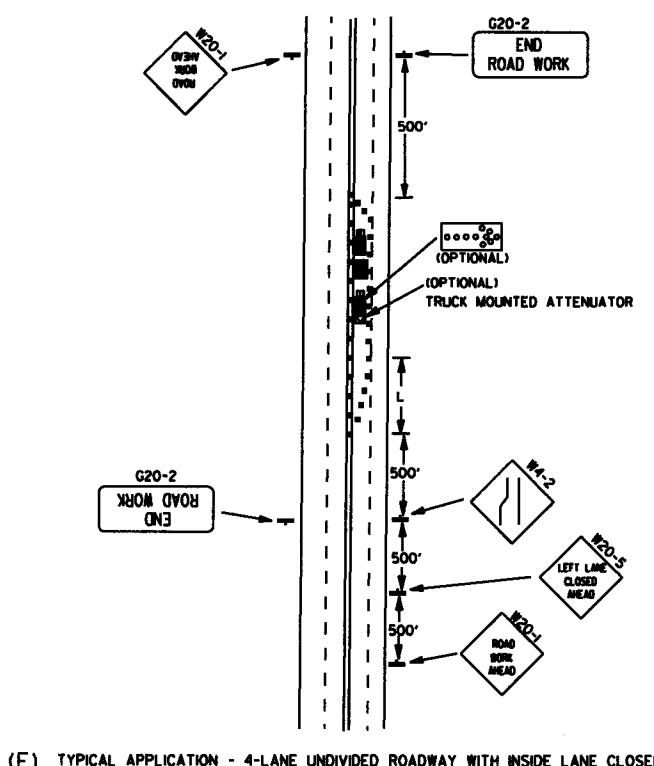 G20-2
END
ROAD WORK
W20-1
ROAD
WORK
AHEAD
500'
(OPTIONAL)
(OPTIONAL)
TRUCK MOUNTED ATTENUATOR
L
500'
G20-2
END
ROAD WORK
W4-2
500'
W20-5
LEFT LANE
CLOSED
AHEAD
500'
W20-1
ROAD
WORK
AHEAD
(E) TYPICAL APPLICATION - 4-LANE UNDIVIDED ROADWAY WITH INSIDE LANE CLOSED